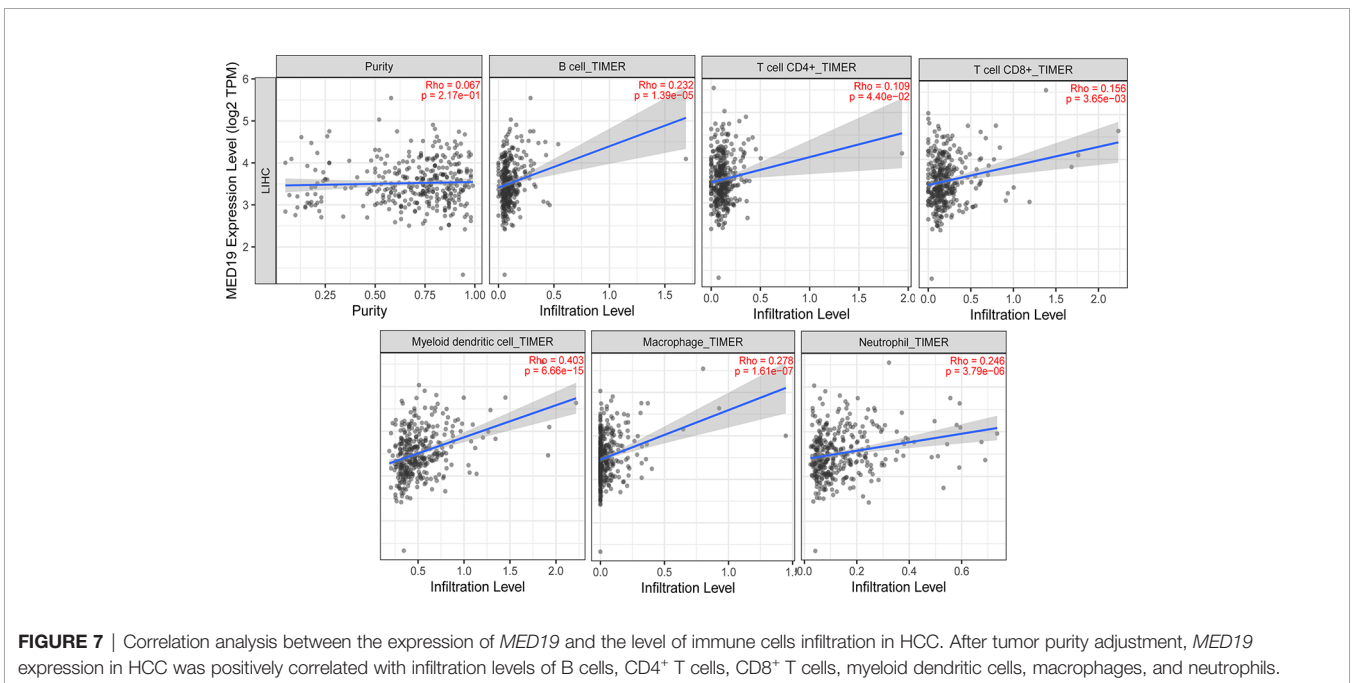 Purity
B cell_TIMER
T cell CD4+_TIMER
T cell CD8+_TIMER
MED19 Expression Level (log2 TPM)
LIHC
6
5
4
3
2
Rho = 0.067
p = 2.17e−01
Rho = 0.232
p = 1.39e−05
Rho = 0.109
p = 4.40e−02
Rho = 0.156
p = 3.65e−03
0.25 0.50 0.75 1.00
0.0 0.5 1.0 1.5
0.0 0.5 1.0 1.5 2.0
0.0 0.5 1.0 1.5 2.0
Purity
Infiltration Level
Infiltration Level
Infiltration Level
Myeloid dendritic cell_TIMER
Macrophage_TIMER
Neutrophil_TIMER
Rho = 0.403
p = 6.66e−15
Rho = 0.278
p = 1.61e−07
Rho = 0.246
p = 3.79e−06
0.5 1.0 1.5 2.0
0.0 0.5 1.0
0.0 0.2 0.4 0.6
Infiltration Level
Infiltration Level
Infiltration Level
FIGURE 7 | Correlation analysis between the expression of MED19 and the level of immune cells infiltration in HCC. After tumor purity adjustment, MED19
expression in HCC was positively correlated with infiltration levels of B cells, CD4⁺ T cells, CD8⁺ T cells, myeloid dendritic cells, macrophages, and neutrophils.